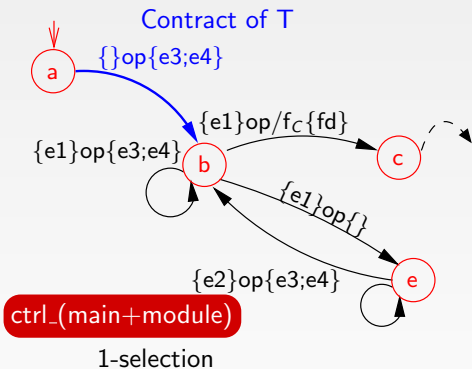 Contract of T
{}op{e3;e4}
a
{e1}op/f_C{fd}
{e1}op{e3;e4}
b
c
{e1}op{}
{e2}op{e3;e4}
e
ctrl_(main+module)
1-selection